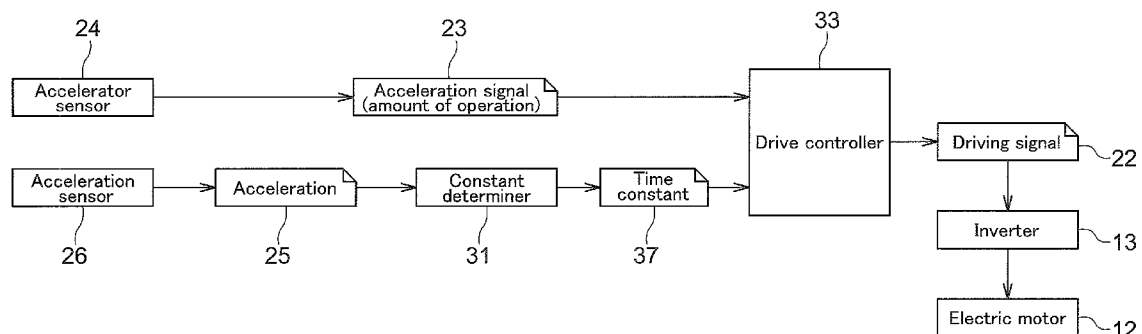 33
24
23
Accelerator
sensor
Acceleration signal
(amount of operation)
Drive controller
Driving signal
22
Acceleration
sensor
Acceleration
Constant
determiner
Time
constant
26
25
31
37
Inverter
13
Electric motor
12